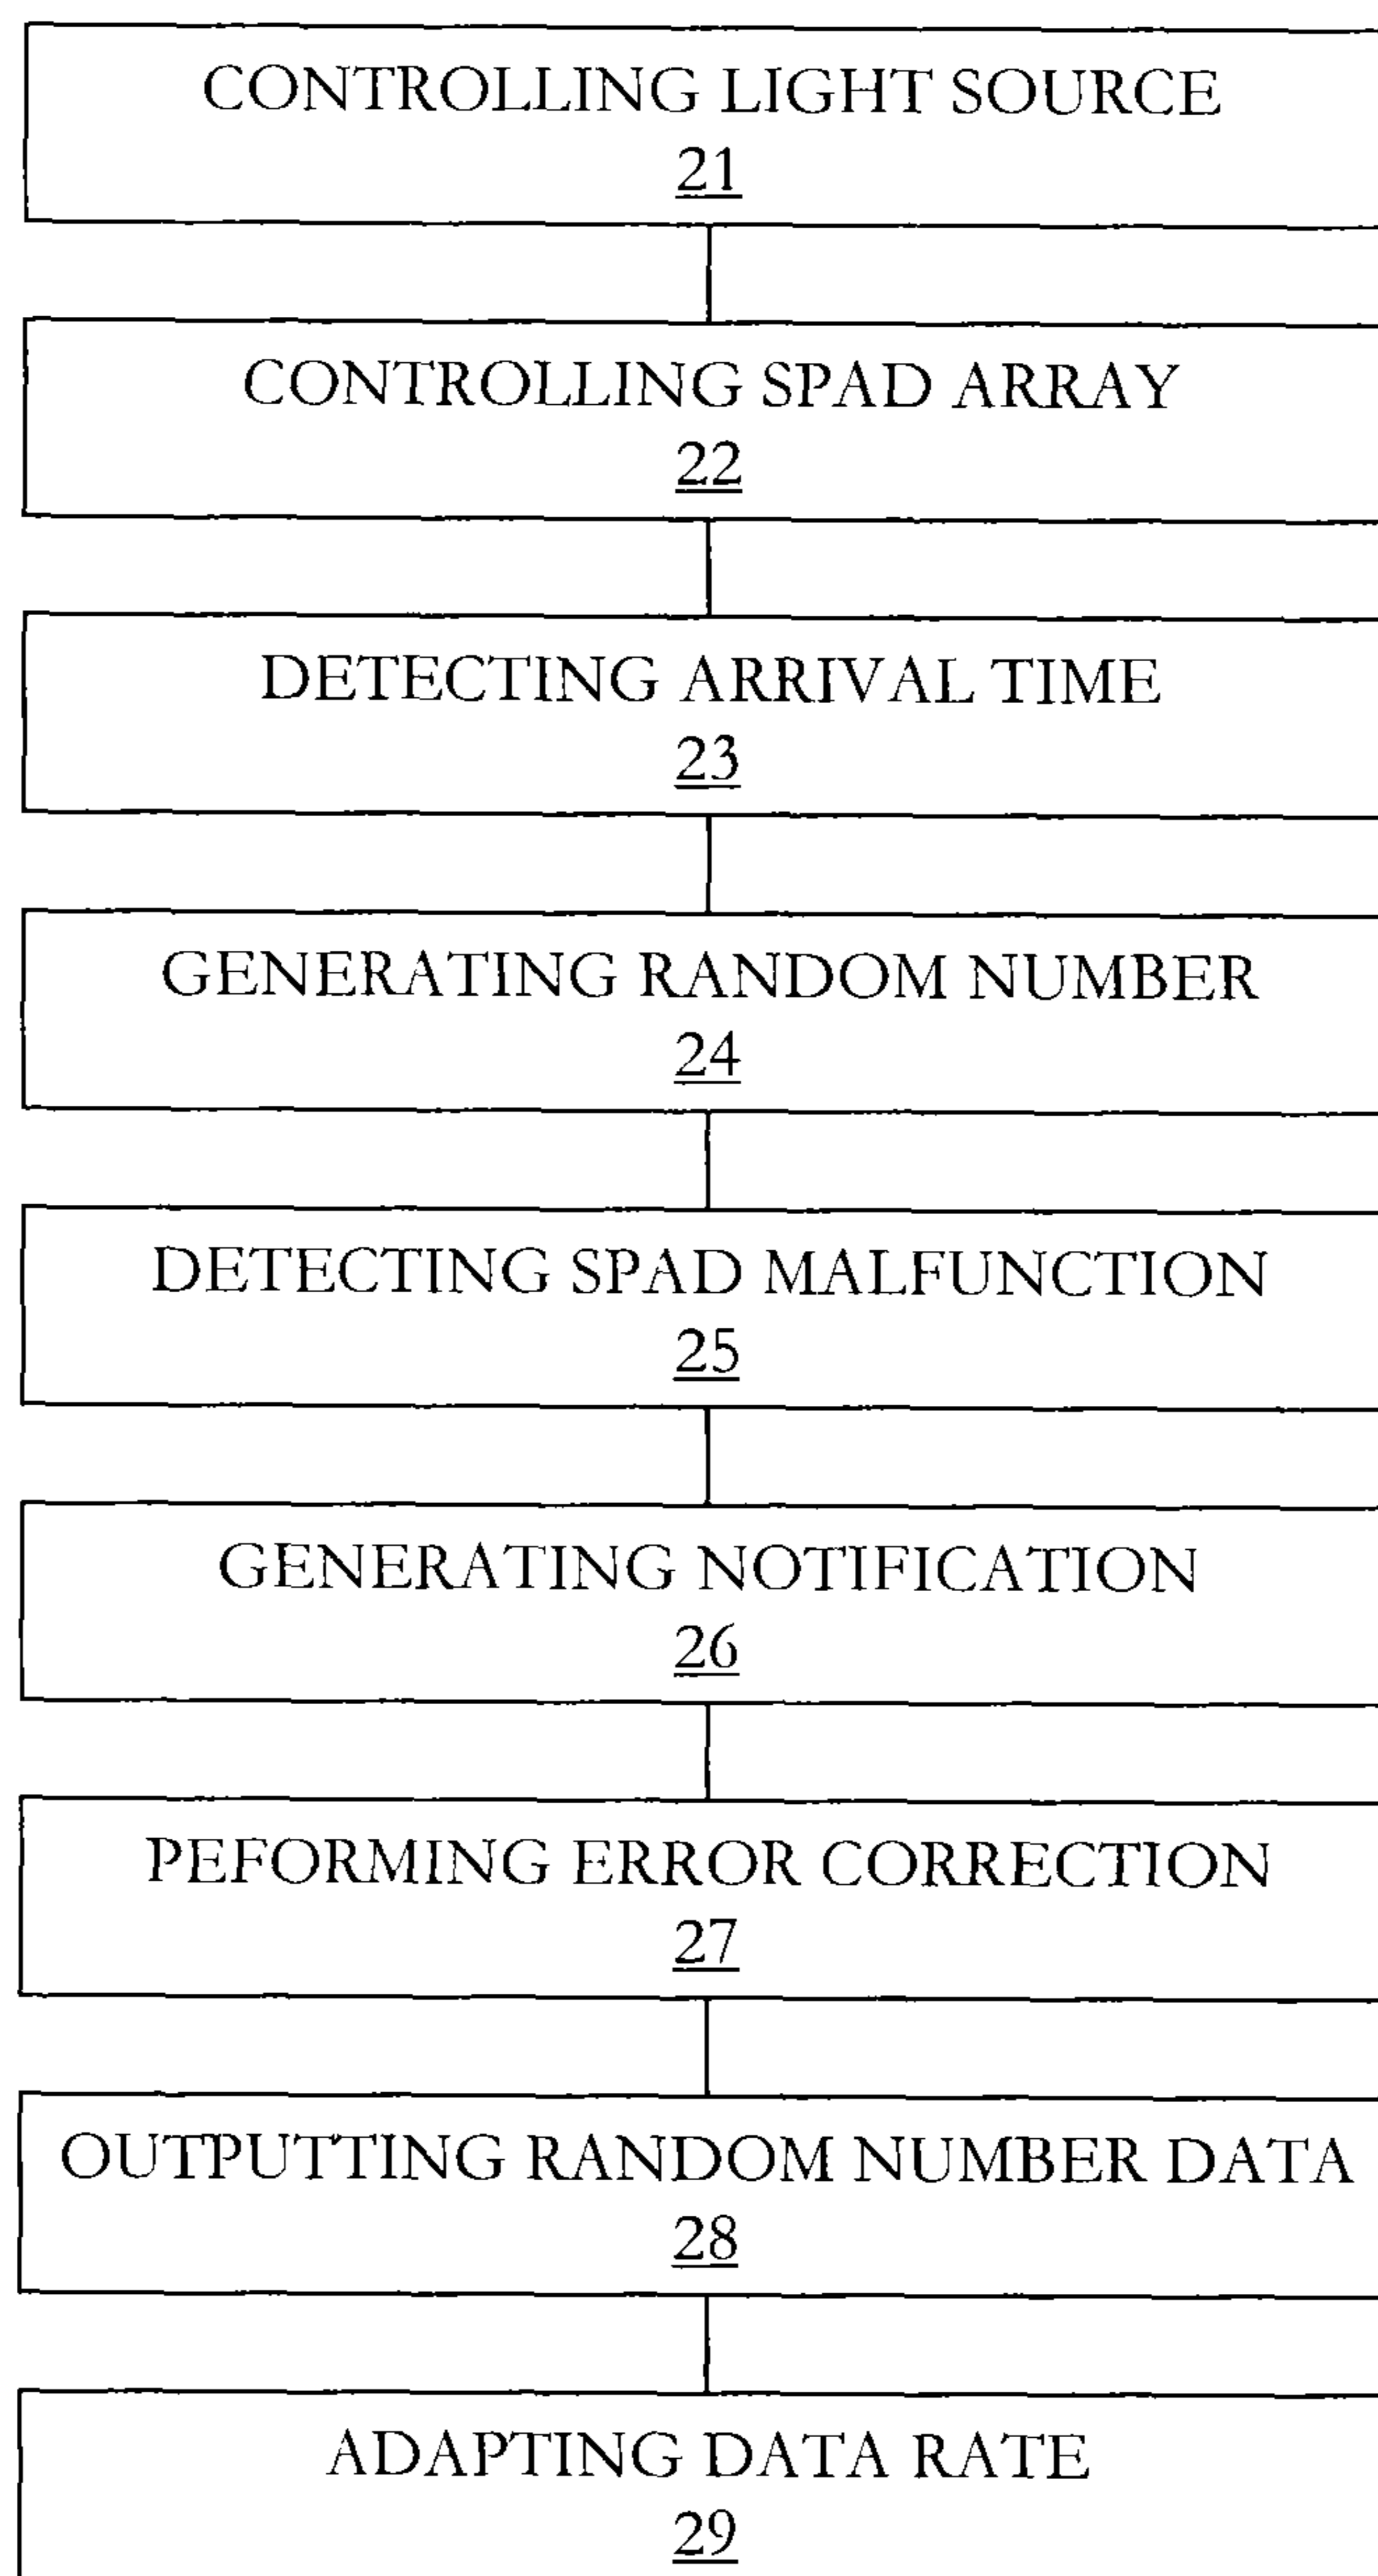 CONTROLLING LIGHT SOURCE
21
CONTROLLING SPAD ARRAY
22
DETECTING ARRIVAL TIME
23
GENERATING RANDOM NUMBER
24
DETECTING SPAD MALFUNCTION
25
GENERATING NOTIFICATION
26
PEFORMING ERROR CORRECTION
27
OUTPUTTING RANDOM NUMBER DATA
28
ADAPTING DATA RATE
29